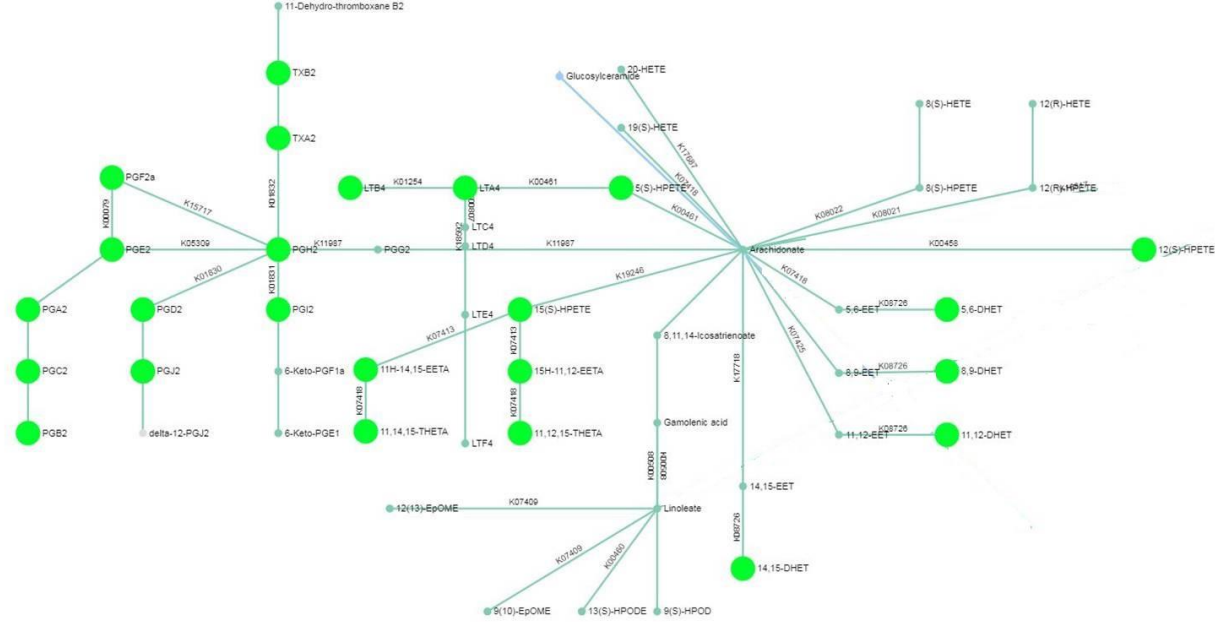 11-Dehydro-thromboxane B2
TXB2
Glucosylceramide
20-HETE
8(S)-HETE
12(R)-HETE
19(S)-HETE
TXA2
K17687
K07418
PGF2a
K01832
LTB4
K01254
LTA4
K00461
5(S)-HPETE
8(S)-HPETE
12(R)-HPETE
K15717
K00079
K00461
K08022
K08021
LTC4
K18592
PGE2
K05309
PGH2
K11987
PGG2
LTD4
K11987
Arachidonate
K00458
12(S)-HPETE
K01830
K01831
K19246
K07418
PGA2
PGD2
PGI2
LTE4
15(S)-HPETE
5,6-EET
K08726
5,6-DHET
K07413
K07413
8,11,14-Icosatrienoate
K07425
K17718
PGC2
PGJ2
6-Keto-PGF1a
11H-14,15-EETA
15H-11,12-EETA
8,9-EET
K08726
8,9-DHET
K07418
K07418
Gamolenic acid
PGB2
delta-12-PGJ2
6-Keto-PGE1
11,14,15-THETA
LTF4
11,12,15-THETA
11,12-EET
K08726
11,12-DHET
K00508
14,15-EET
12(13)-EpOME
K07409
Linoleate
K08726
K07409
K00460
14,15-DHET
9(10)-EpOME
13(S)-HPODE
9(S)-HPOD